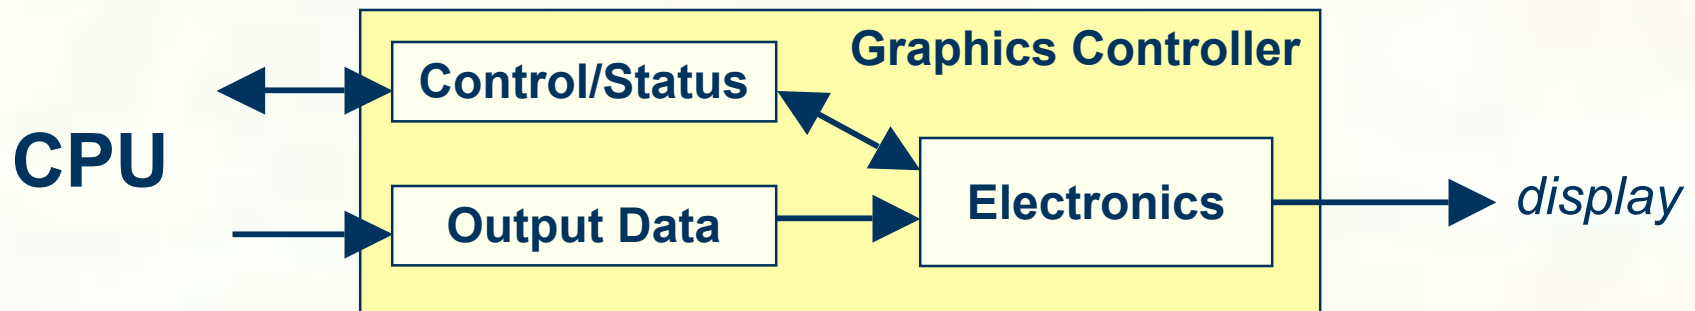 Graphics Controller
Control/Status
CPU
Output Data
Electronics
display